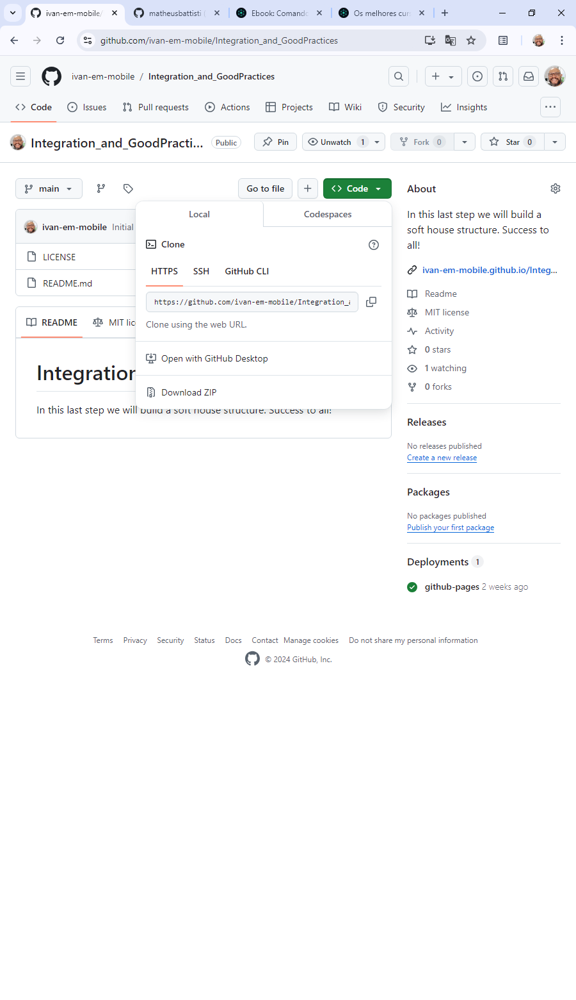 ivan-em-mobile/
matheusbattisti (
Ebook: Comando
Os melhores curs
github.com/ivan-em-mobile/Integration_and_GoodPractices
ivan-em-mobile / Integration_and_GoodPractices
Code Issues Pull requests Actions Projects Wiki Security Insights
Integration_and_GoodPracti... Public Pin Unwatch 1 Fork 0 Star 0
main Go to file Code
Local Codespaces
ivan-em-mobile Initial
Clone
LICENSE
HTTPS SSH GitHub CLI
README.md
https://github.com/ivan-em-mobile/Integration_a
README MIT lic
Clone using the web URL.
Open with GitHub Desktop
Integration
Download ZIP
In this last step we will build a soft house structure. Success to all!
About
In this last step we will build a
soft house structure. Success to
all!
ivan-em-mobile.github.io/Integ...
Readme
MIT license
Activity
0 stars
1 watching
0 forks
Releases
No releases published
Create a new release
Packages
No packages published
Publish your first package
Deployments 1
github-pages 2 weeks ago
Terms Privacy Security Status Docs Contact Manage cookies Do not share my personal information
© 2024 GitHub, Inc.